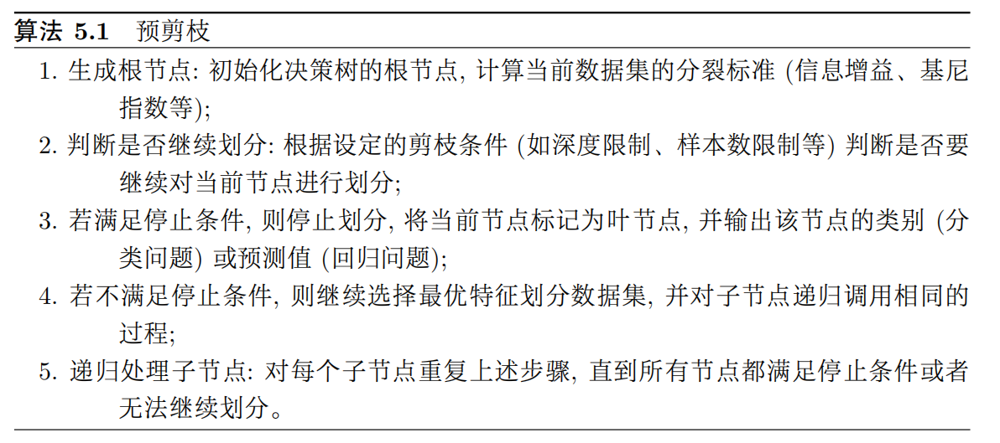 算法 5.1 预剪枝
1. 生成根节点: 初始化决策树的根节点, 计算当前数据集的分裂标准 (信息增益、基尼
指数等);
2. 判断是否继续划分: 根据设定的剪枝条件 (如深度限制、样本数限制等) 判断是否要
继续对当前节点进行划分;
3. 若满足停止条件, 则停止划分, 将当前节点标记为叶节点, 并输出该节点的类别 (分
类问题) 或预测值 (回归问题);
4. 若不满足停止条件, 则继续选择最优特征划分数据集, 并对子节点递归调用相同的
过程;
5. 递归处理子节点: 对每个子节点重复上述步骤, 直到所有节点都满足停止条件或者
无法继续划分。